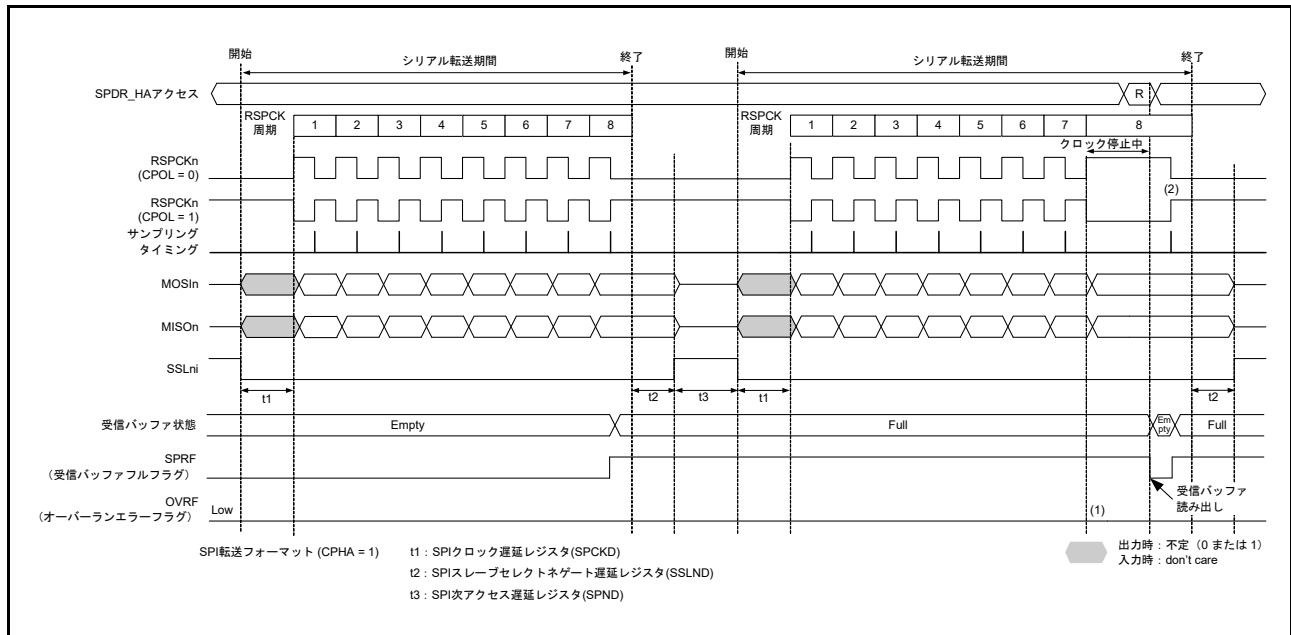 開始
シリアル転送期間
終了
開始
シリアル転送期間
終了
SPDR_HAアクセス
R
RSPCK
周期
1 2 3 4 5 6 7 8
RSPCK
周期
1 2 3 4 5 6 7 8
クロック停止中
RSPCKn
(CPOL = 0)
(2)
RSPCKn
(CPOL = 1)
サンプリング
タイミング
MOSIn
MISOn
SSLni
t1
t2
t3
t1
t2
受信バッファ状態
Empty
Full
Em
pty
Full
SPRF
（受信バッファフルフラグ）
受信バッファ
読み出し
OVRF
（オーバーランエラーフラグ）
Low
(1)
SPI転送フォーマット (CPHA = 1)
t1：SPIクロック遅延レジスタ(SPCKD)
t2：SPIスレーブセレクトネゲート遅延レジスタ(SSLND)
t3：SPI次アクセス遅延レジスタ(SPND)
出力時：不定（0 または 1）
入力時：don't care